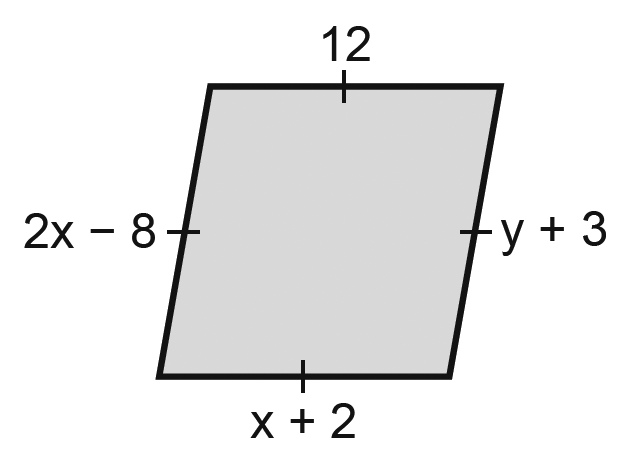 12
2x − 8
y + 3
x + 2